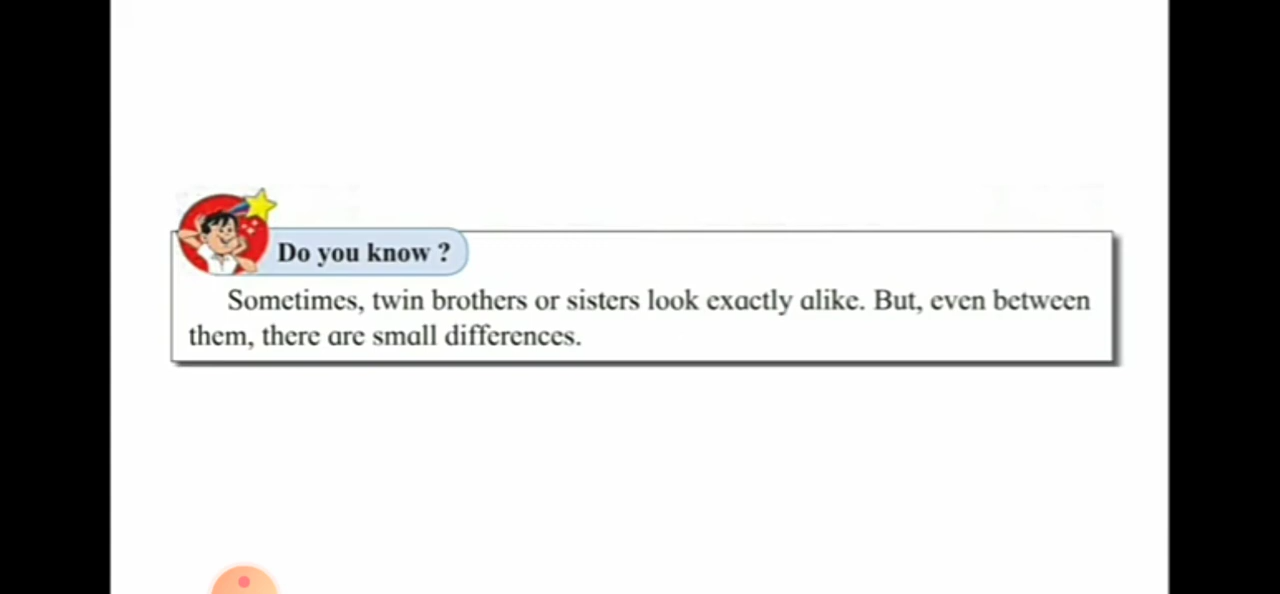 Do you know ?
Sometimes, twin brothers or sisters look exactly alike. But, even between
them, there are small differences.